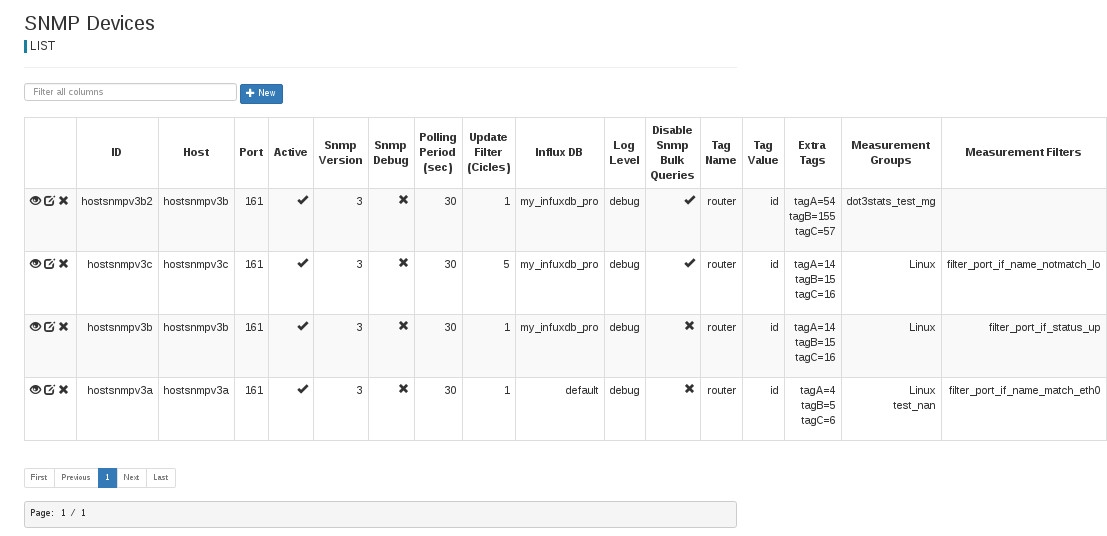 SNMP Devices
LIST
Filter all columns
New
ID Host Port Active Snmp Version Snmp Debug Polling Period (sec) Update Filter (Cicles) Influx DB Log Level Disable Snmp Bulk Queries Tag Name Tag Value Extra Tags Measurement Groups Measurement Filters
hostsnmpv3b2 hostsnmpv3b 161 3 30 1 my_infuxdb_pro debug router id tagA=54 dot3stats_test_mg
tagB=155
tagC=57
hostsnmpv3c hostsnmpv3c 161 3 30 5 my_infuxdb_pro debug router id tagA=14 Linux filter_port_if_name_notmatch_lo
tagB=15
tagC=16
hostsnmpv3b hostsnmpv3b 161 3 30 1 my_infuxdb_pro debug router id tagA=14 Linux filter_port_if_status_up
tagB=15
tagC=16
hostsnmpv3a hostsnmpv3a 161 3 30 1 default debug router id tagA=4 Linux filter_port_if_name_match_eth0
tagB=5 test_nan
tagC=6
First Previous 1 Next Last
Page: 1 / 1